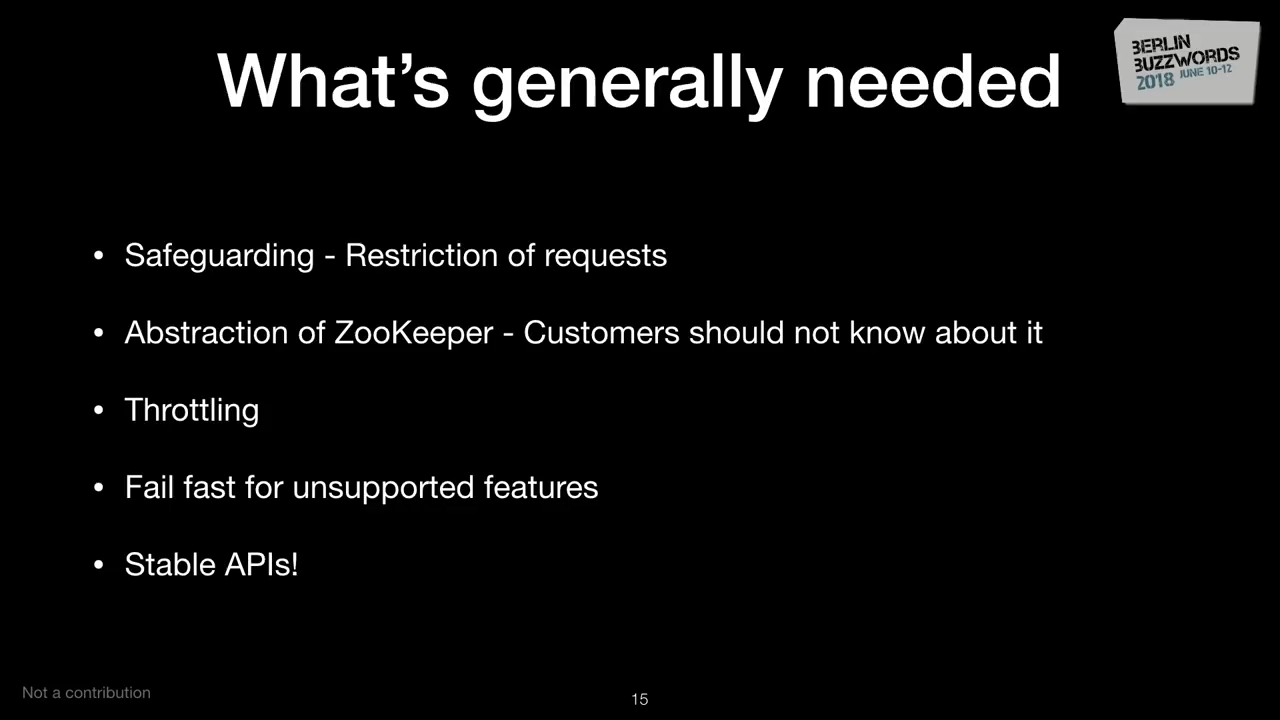 What’s generally needed
BERLIN
BUZZWORDS
2018 JUNE 10-12
• Safeguarding - Restriction of requests
• Abstraction of ZooKeeper - Customers should not know about it
• Throttling
• Fail fast for unsupported features
• Stable APIs!
Not a contribution
15